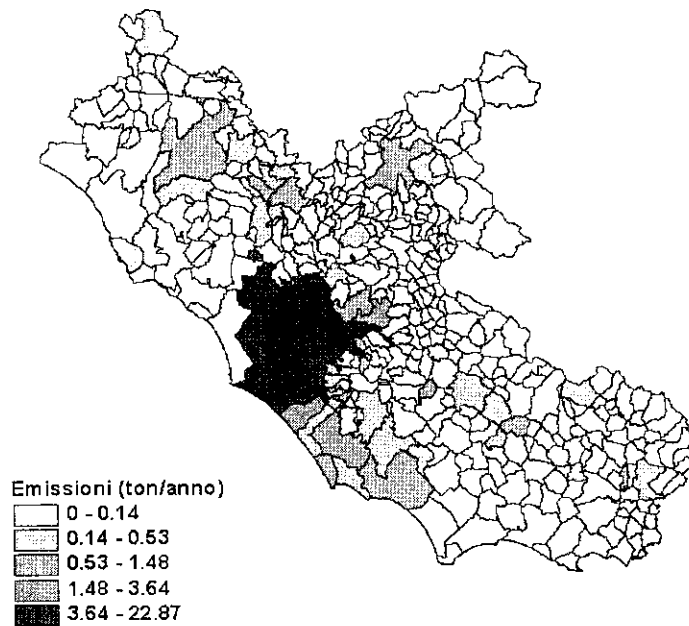 Emissioni (ton/anno)
0 - 0.14
0.14 - 0.53
0.53 - 1.48
1.48 - 3.64
3.64 - 22.87